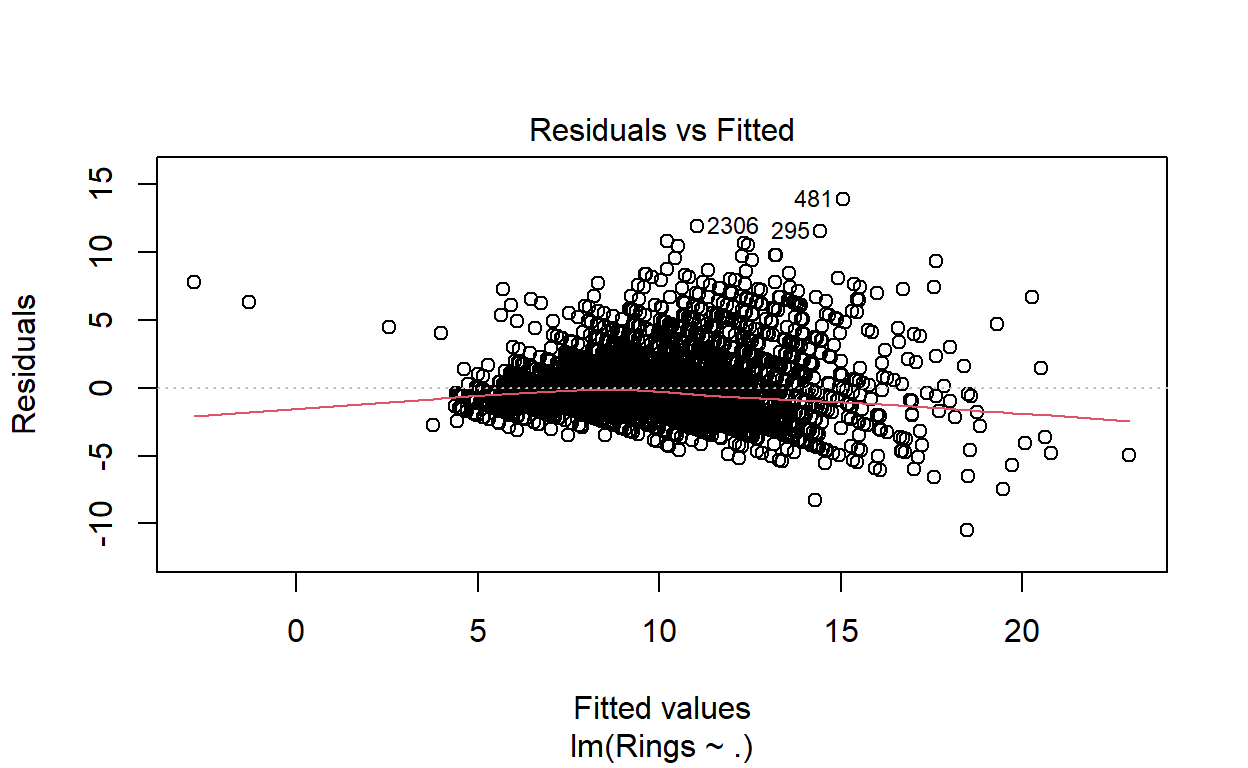 Residuals vs Fitted
15
10
5
0
-5
-10
Residuals
481
2306
295
0 5 10 15 20
Fitted values
lm(Rings ~ .)